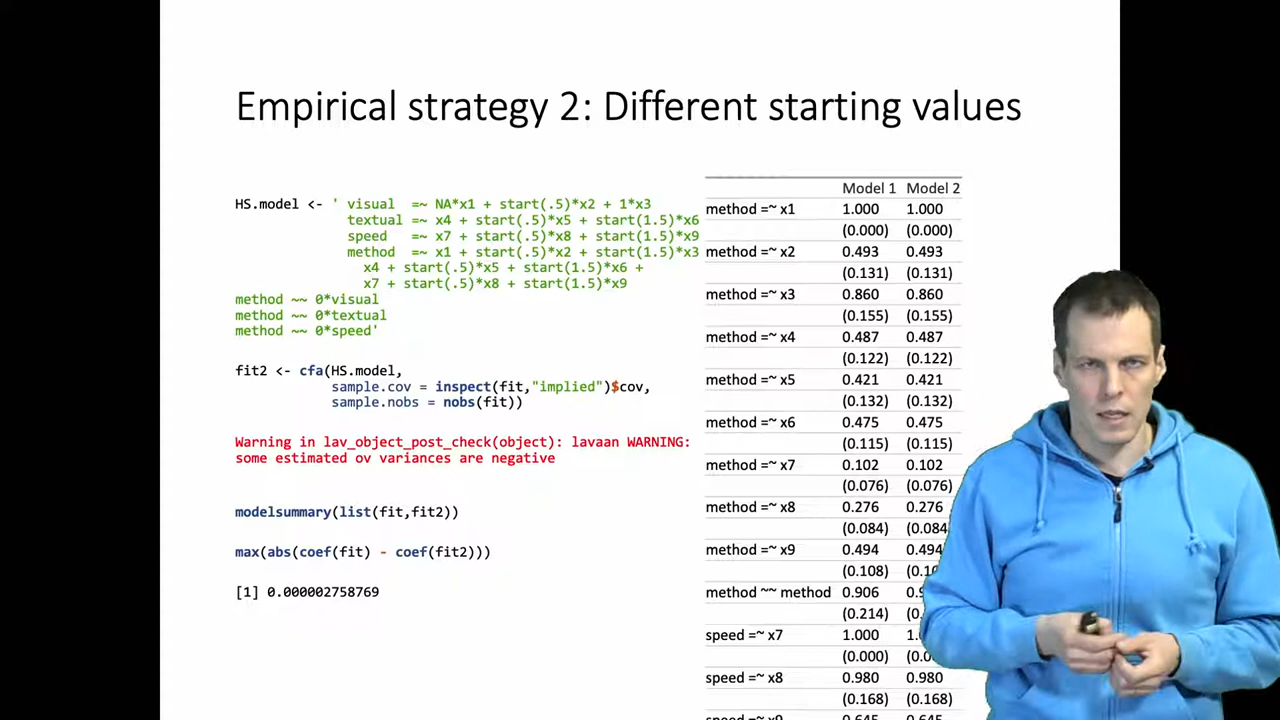 Empirical strategy 2: Different starting values
HS.model <- ' visual =~ NA*x1 + start(.5)*x2 + 1*x3
textual =~ x4 + start(.5)*x5 + start(1.5)*x6
speed =~ x7 + start(.5)*x8 + start(1.5)*x9
method =~ x1 + start(.5)*x2 + start(1.5)*x3
x4 + start(.5)*x5 + start(1.5)*x6 +
x7 + start(.5)*x8 + start(1.5)*x9
method ~~ 0*visual
method ~~ 0*textual
method ~~ 0*speed'
fit2 <- cfa(HS.model,
sample.cov = inspect(fit,"implied")$cov,
sample.nobs = nobs(fit))
Warning in lav_object_post_check(object): lavaan WARNING:
some estimated ov variances are negative
modelsummary(list(fit,fit2))
max(abs(coef(fit) - coef(fit2)))
[1] 0.000002758769
Model 1 Model 2
method =~ x1 1.000 1.000
(0.000) (0.000)
method =~ x2 0.493 0.493
(0.131) (0.131)
method =~ x3 0.860 0.860
(0.155) (0.155)
method =~ x4 0.487 0.487
(0.122) (0.122)
method =~ x5 0.421 0.421
(0.132) (0.132)
method =~ x6 0.475 0.475
(0.115) (0.115)
method =~ x7 0.102 0.102
(0.076) (0.076)
method =~ x8 0.276 0.276
(0.084) (0.084
method =~ x9 0.494 0.494
(0.108)
method ~~ method 0.906
(0.214)
speed =~ x7 1.000
(0.000)
speed =~ x8 0.980 0.980
(0.168) (0.168)
speed =~ x9 0.645 0.645